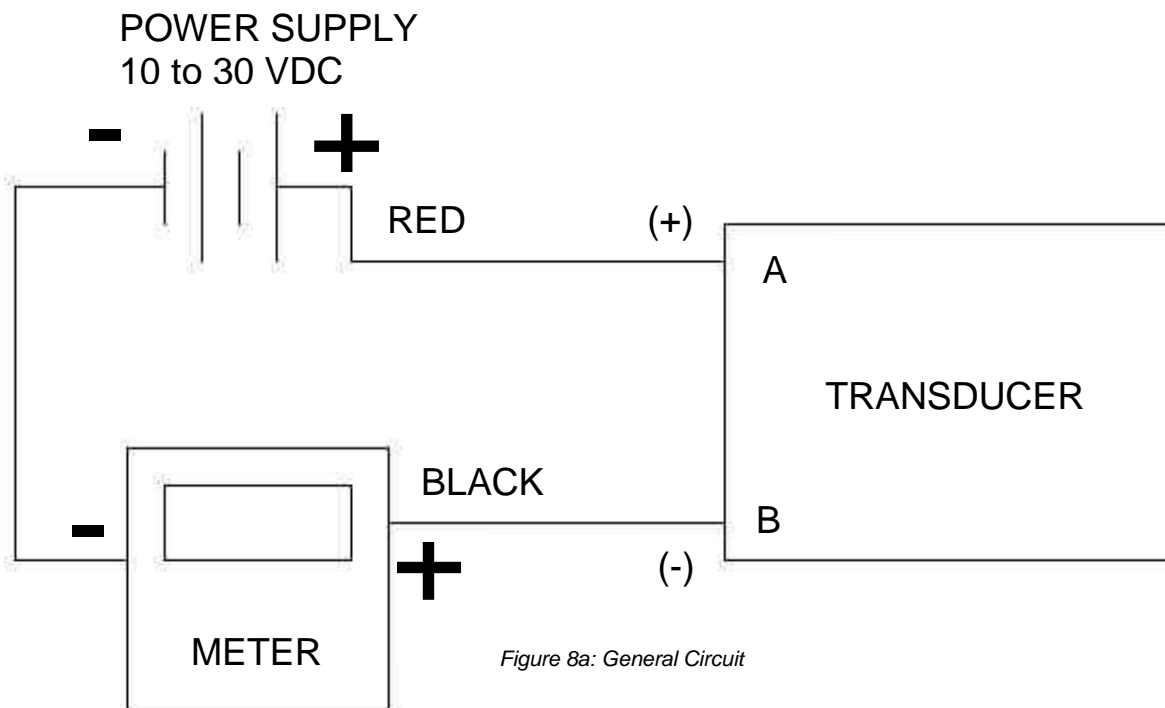 POWER SUPPLY
10 to 30 VDC
- +
RED (+)
A
TRANSDUCER
BLACK
B
- + (-)
METER
Figure 8a: General Circuit